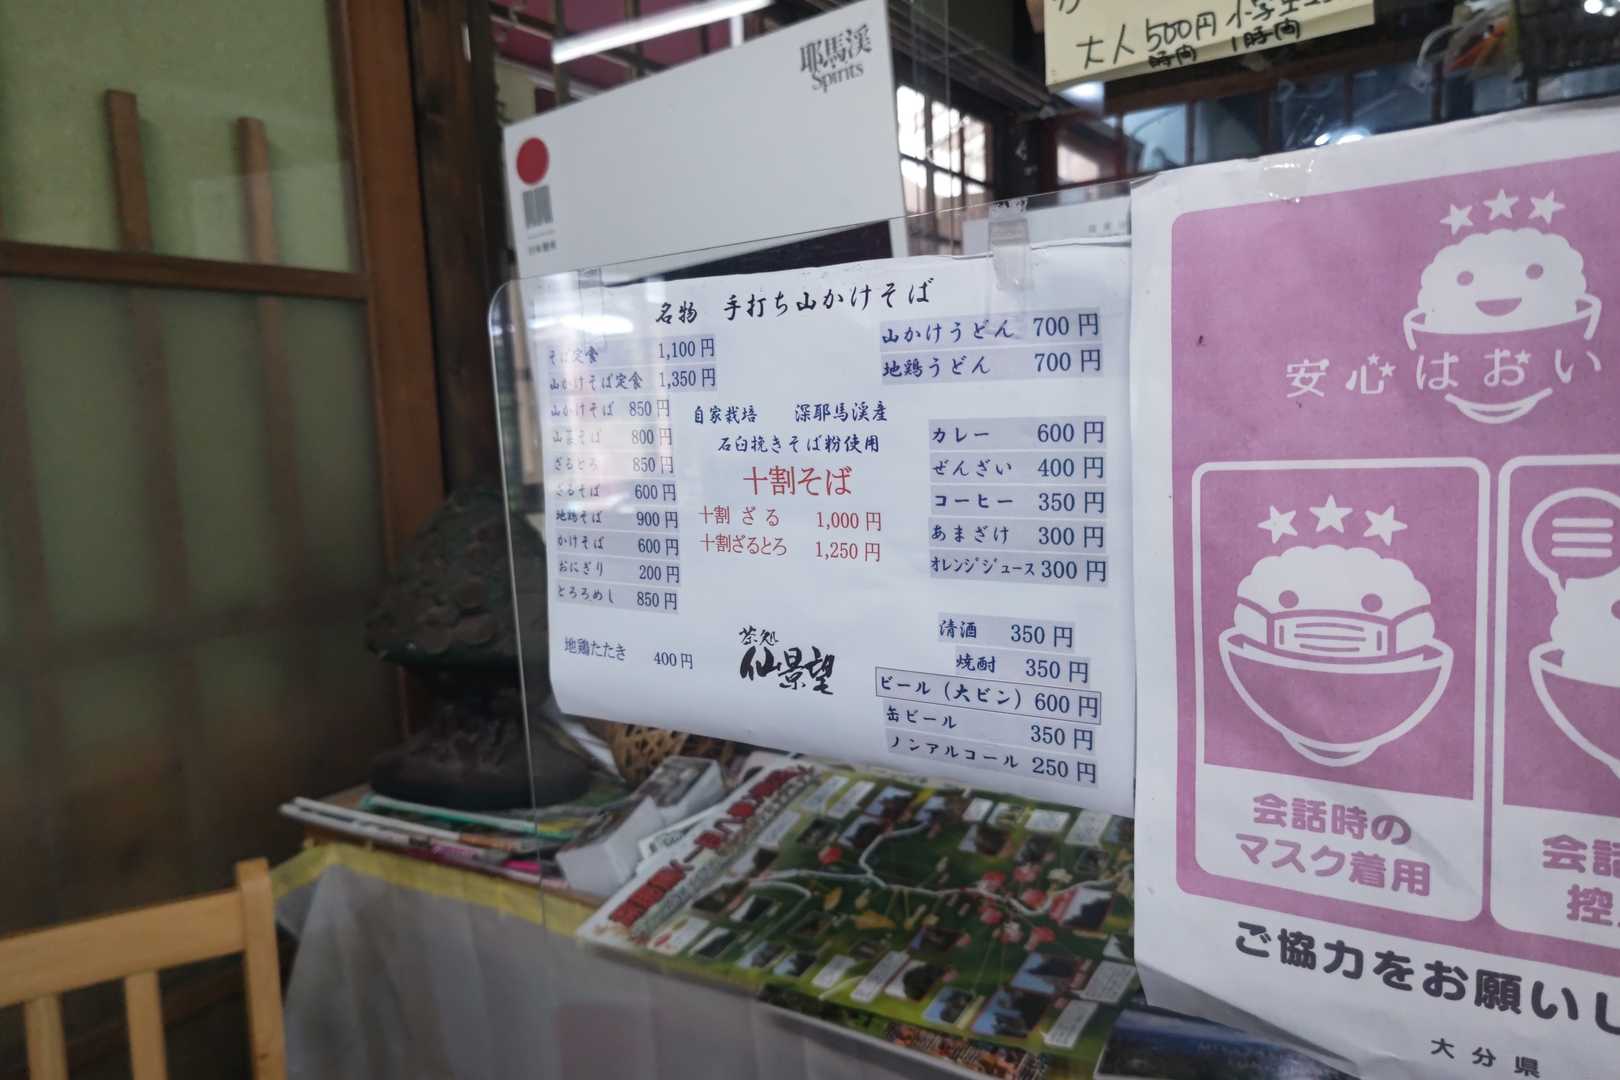 耶馬渓
Spirits
大人500円
1時間
名物 手打ち山かけそば
そば定食 1,100円
山かけそば定食 1,350円
山かけそば 850円
山菜そば 800円
ざるとろ 850円
ざるそば 600円
地鶏そば 900円
かけそば 600円
おにぎり 200円
とろろめし 850円
地鶏たたき 400円
自家栽培 深耶馬渓産
石臼挽きそば粉使用
十割そば
十割 ざる 1,000円
十割ざるとろ 1,250円
茶処
仙景望
山かけうどん 700円
地鶏うどん 700円
カレー 600円
ぜんざい 400円
コーヒー 350円
あまざけ 300円
オレンジジュース 300円
清酒 350円
焼酎 350円
ビール(大ビン) 600円
缶ビール 350円
ノンアルコール 250円
安心はおい
会話時の
マスク着用
会話
控
ご協力をお願いし
大分県